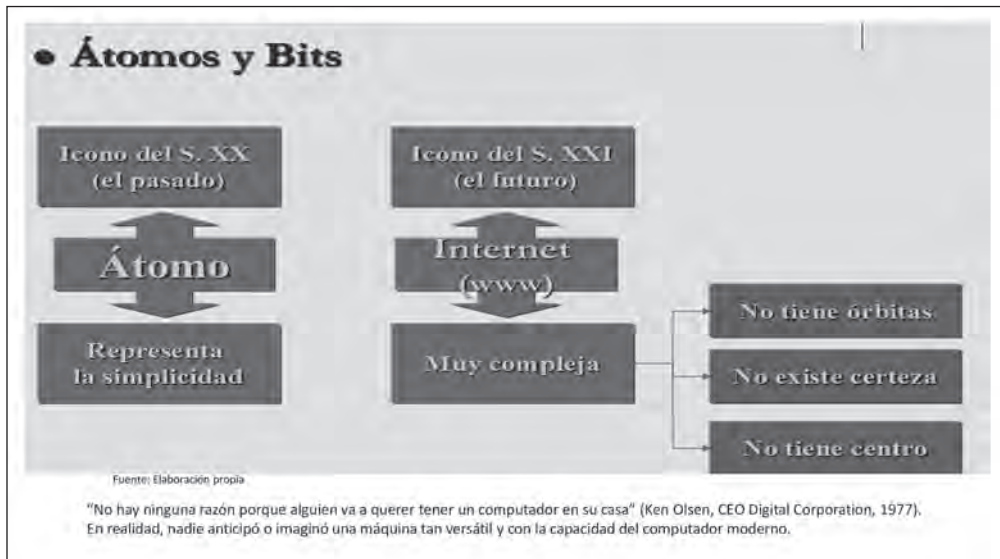 • Átomos y Bits
Icono del S. XX
(el pasado)
Átomo
Representa
la simplicidad
Icono del S. XXI
(el futuro)
Internet
(www)
Muy compleja
No tiene órbitas
No existe certeza
No tiene centro
Fuente: Elaboración propia
“No hay ninguna razón porque alguien va a querer tener un computador en su casa” (Ken Olsen, CEO Digital Corporation, 1977).
En realidad, nadie anticipó o imaginó una máquina tan versátil y con la capacidad del computador moderno.